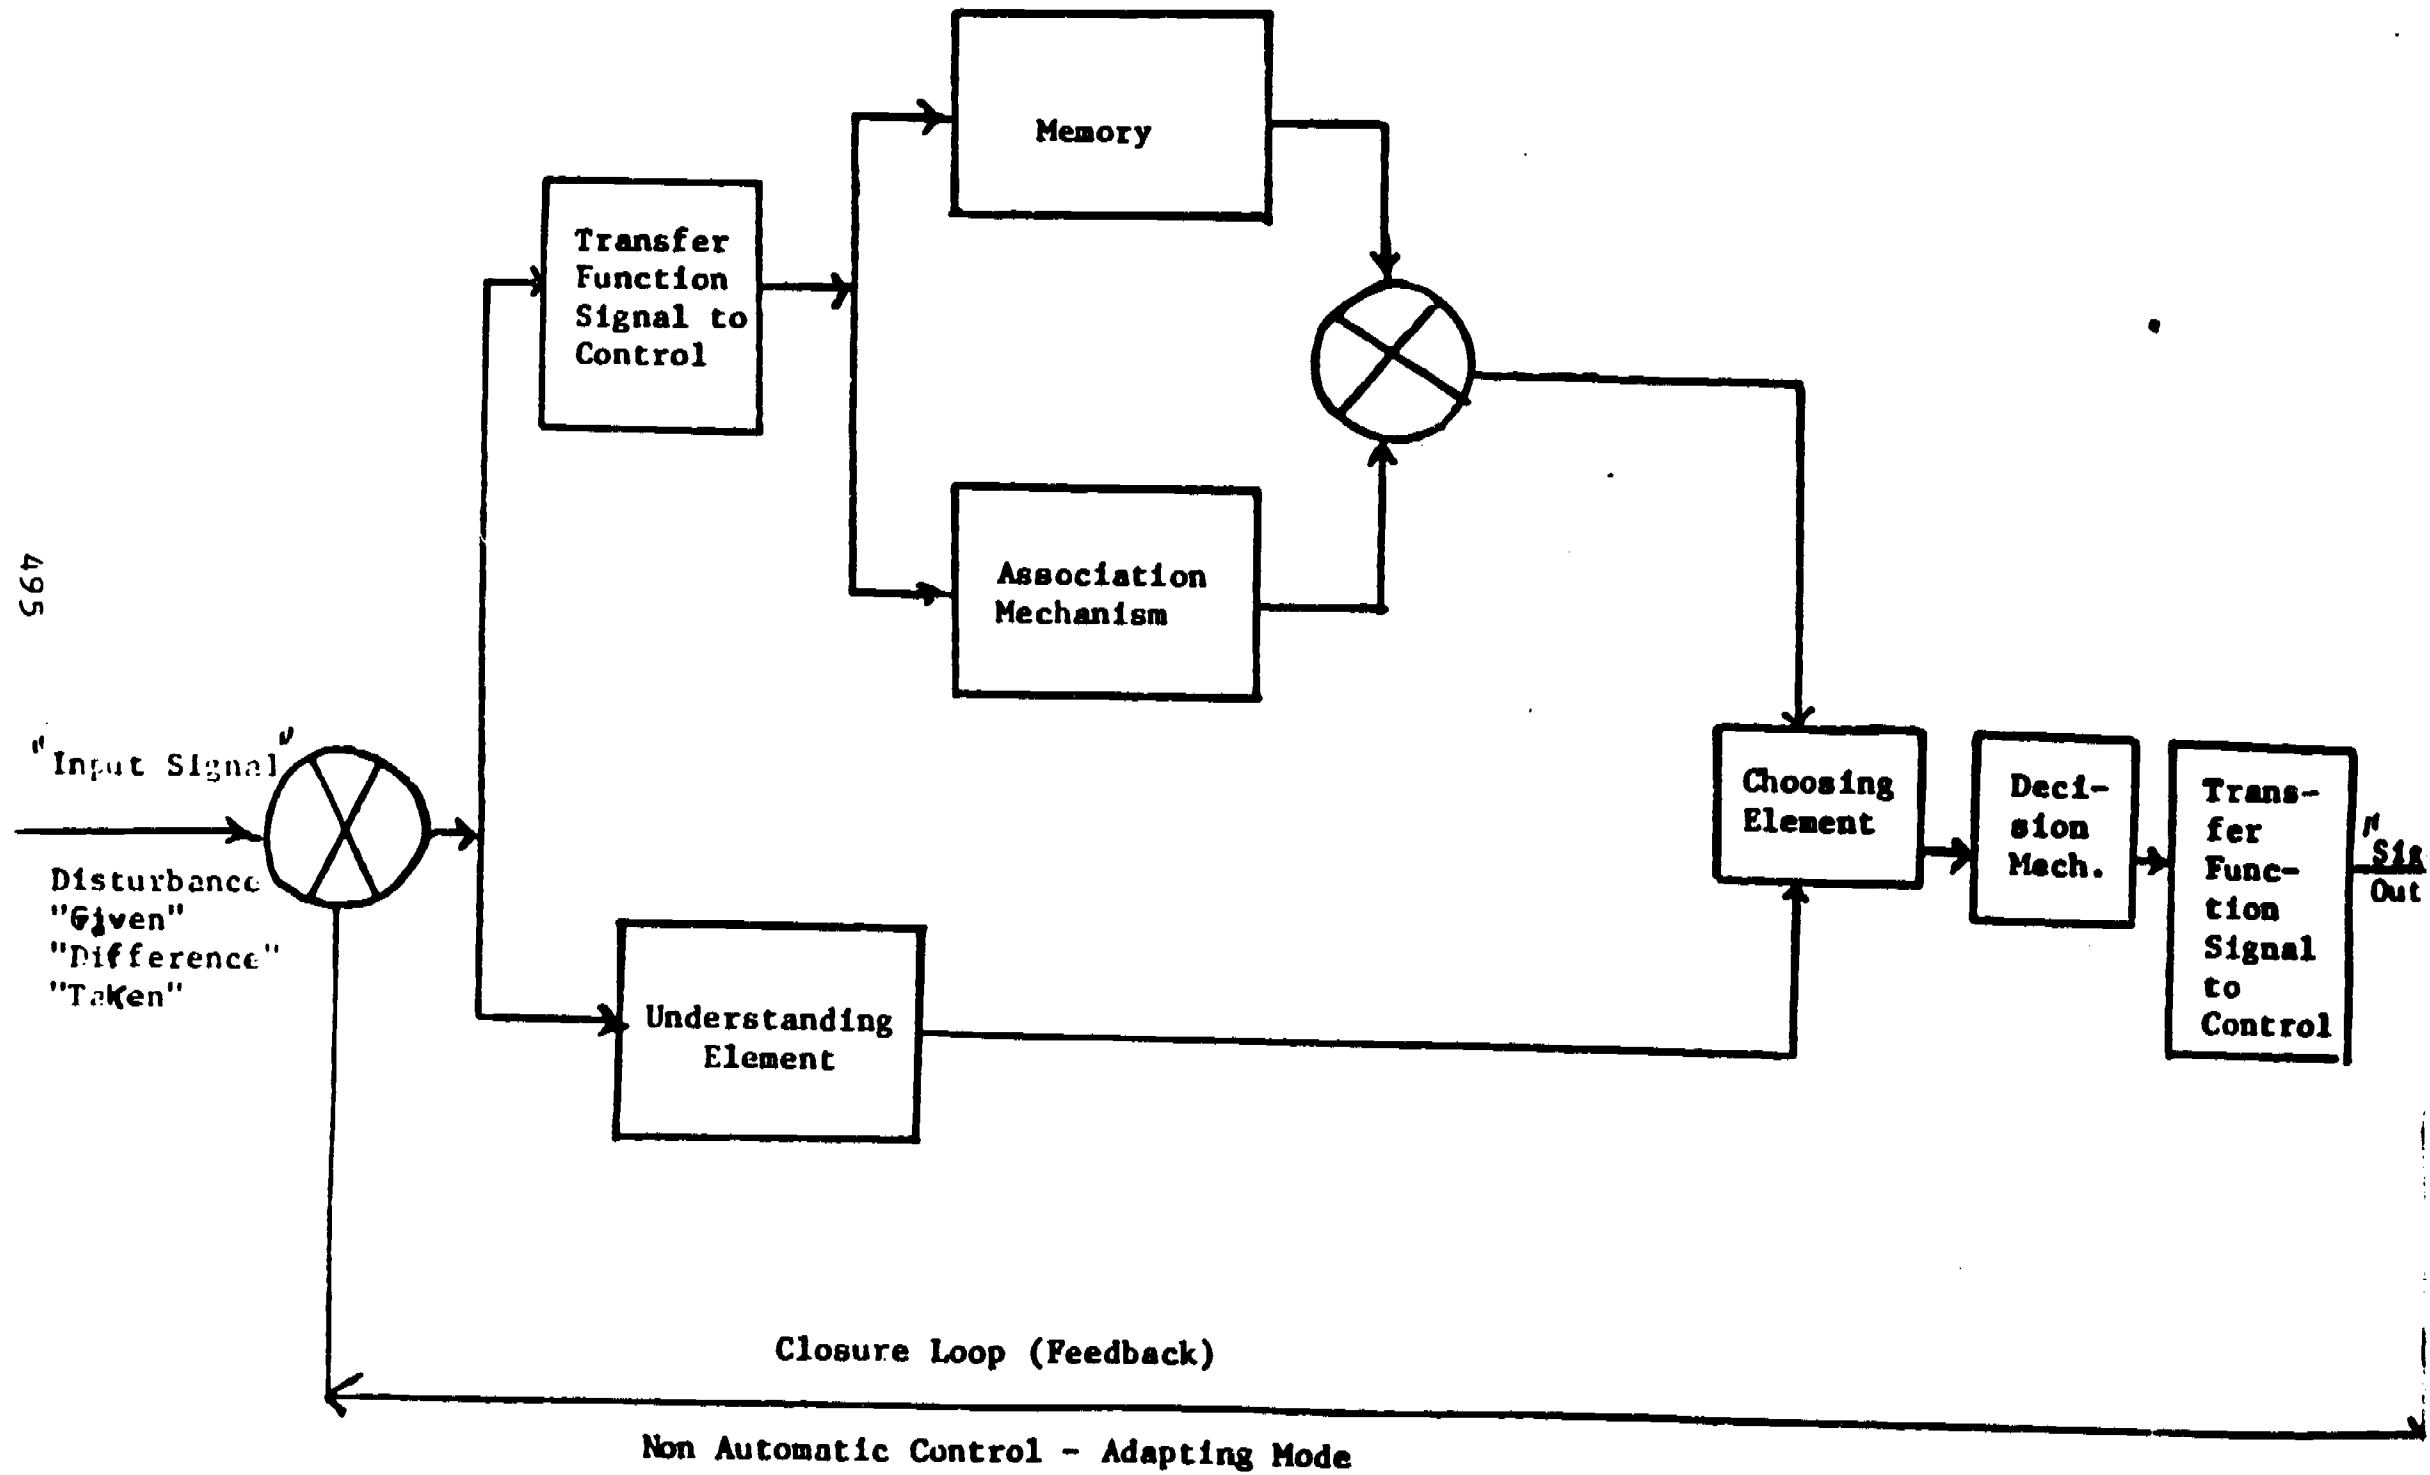 Memory
Transfer
Function
Signal to
Control
Association
Mechanism
495
"Input Signal"
Disturbance
"Given"
"Difference"
"Taken"
Choosing
Element
Deci-
sion
Mech.
Trans-
fer
Func-
tion
Signal
to
Control
"Sig
Out
Understanding
Element
Closure Loop (Feedback)
Non Automatic Control - Adapting Mode